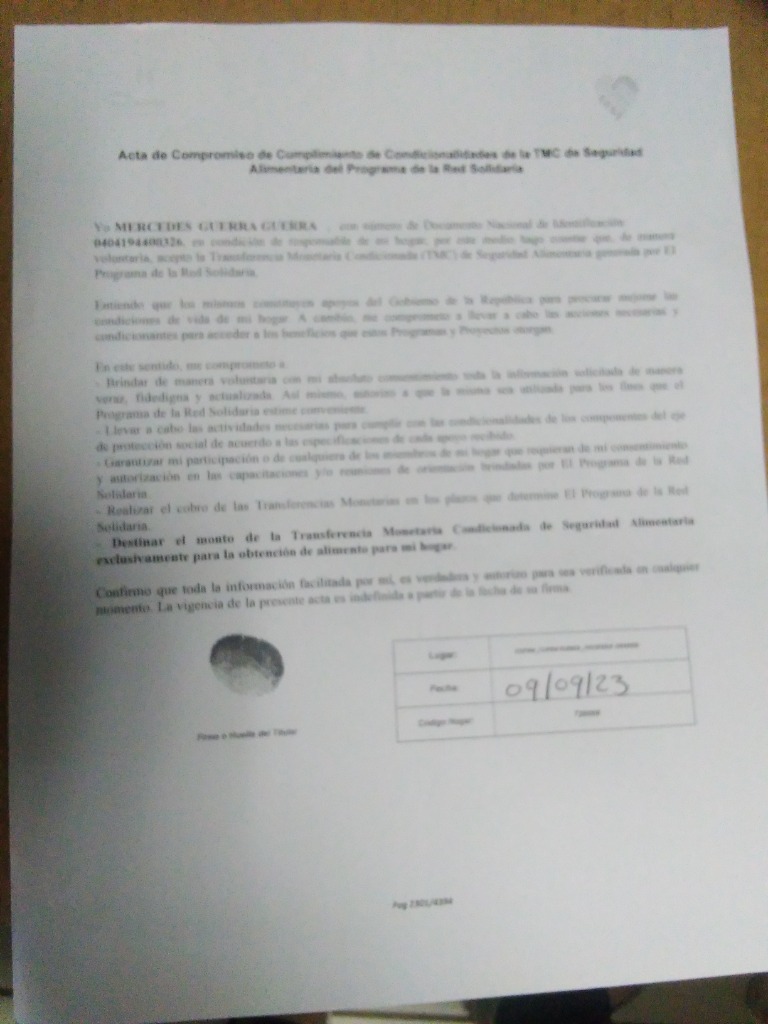 Acta de Compromiso de Cumplimiento de Condicionalidades de la TMC de Seguridad
Alimentaria del Programa de la Red Solidaria
Yo MERCEDES GUERRA GUERRA , con número de Documento Nacional de Identificación
0404194400326, en condición de responsable de mi hogar, por este medio hago constar que, de manera
voluntaria, acepto la Transferencia Monetaria Condicionada (TMC) de Seguridad Alimentaria generada por El
Programa de la Red Solidaria.
Entiendo que los mismos constituyen apoyos del Gobierno de la República para procurar mejorar las
condiciones de vida de mi hogar. A cambio, me comprometo a llevar a cabo las acciones necesarias y
condicionantes para acceder a los beneficios que estos Programas y Proyectos otorgan.
En este sentido, me comprometo a
- Brindar de manera voluntaria con mi absoluto consentimiento toda la información solicitada de manera
veraz, fidedigna y actualizada. Así mismo, autorizo a que la misma sea utilizada para los fines que el
Programa de la Red Solidaria estime conveniente.
- Llevar a cabo las actividades necesarias para cumplir con las condicionalidades de los componentes del eje
de protección social de acuerdo a las especificaciones de cada apoyo recibido.
- Garantizar mi participación o de cualquiera de los miembros de mi hogar que requieran de mi consentimiento
y autorización en las capacitaciones y/o reuniones de orientación brindadas por El Programa de la Red
Solidaria.
- Realizar el cobro de las Transferencias Monetarias en los plazos que determine El Programa de la Red
Solidaria.
- Destinar el monto de la Transferencia Monetaria Condicionada de Seguridad Alimentaria
exclusivamente para la obtención de alimento para mi hogar.
Confirmo que toda la información facilitada por mí, es verdadera y autorizo para sea verificada en cualquier
momento. La vigencia de la presente acta es indefinida a partir de la fecha de su firma.
Lugar:
Fecha: 09/09/23
Código Hogar:
Firma o Huella del Titular
Pag 2301/4394